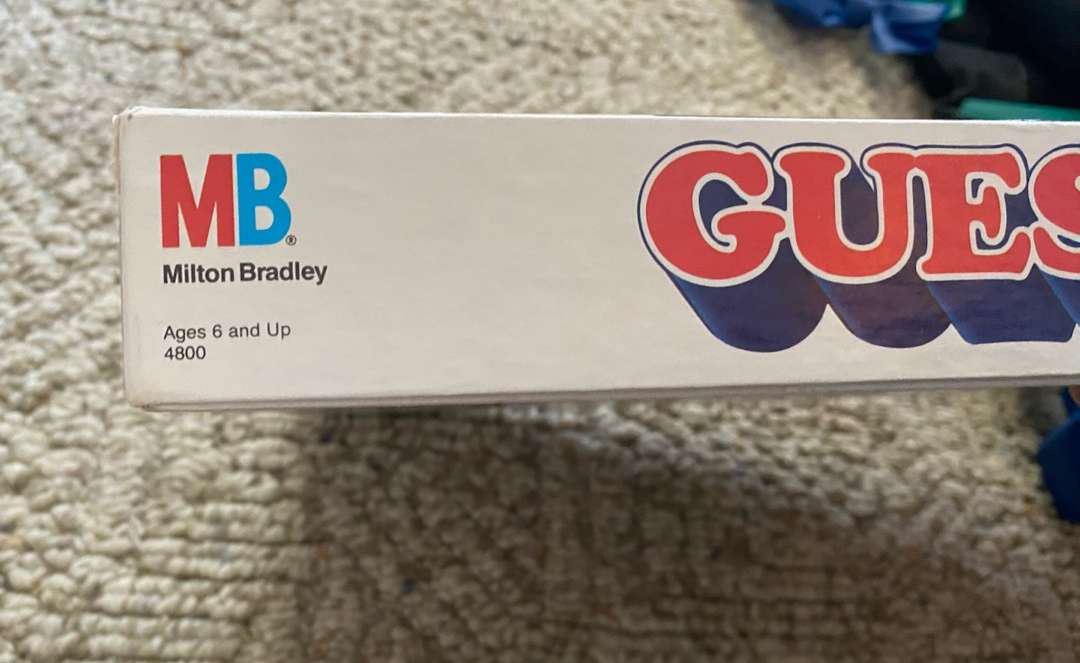 MB®
Milton Bradley
Ages 6 and Up
4800
GUES